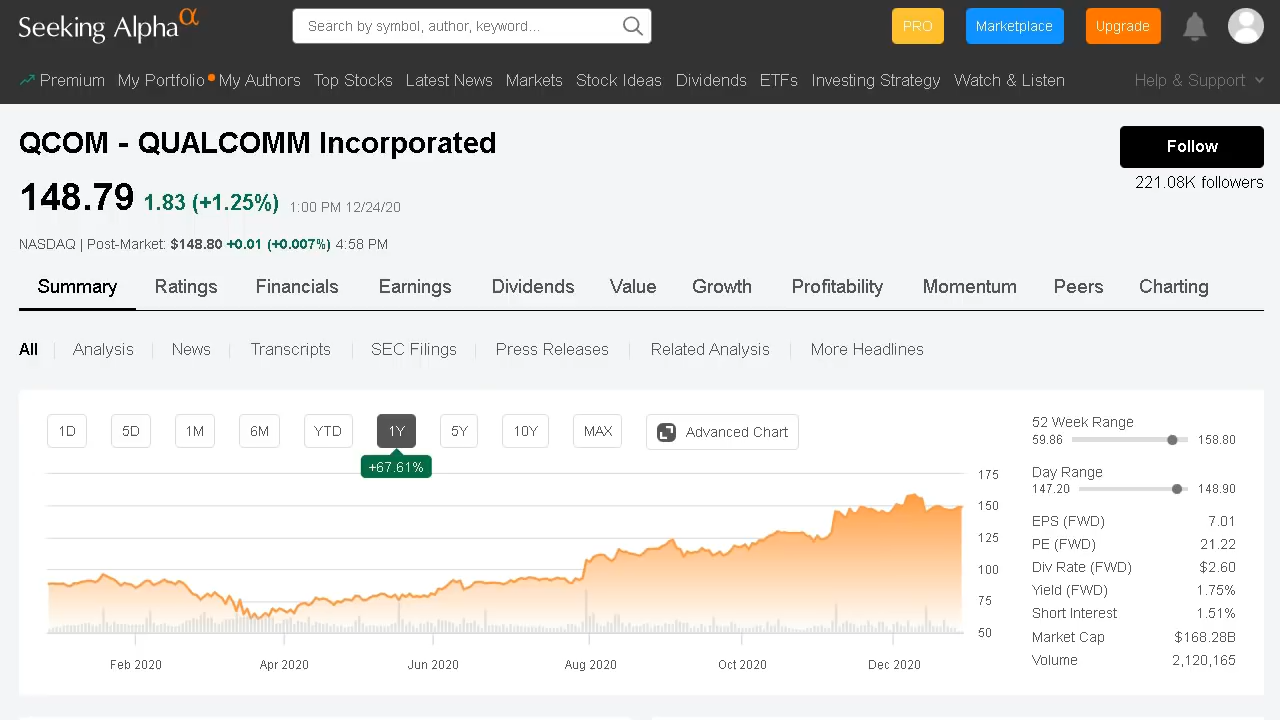 Seeking Alpha α
Search by symbol, author, keyword...
PRO
Marketplace
Upgrade
Premium My Portfolio My Authors Top Stocks Latest News Markets Stock Ideas Dividends ETFs Investing Strategy Watch & Listen Help & Support
QCOM - QUALCOMM Incorporated
Follow
221.08K followers
148.79 1.83 (+1.25%) 1:00 PM 12/24/20
NASDAQ | Post-Market: $148.80 +0.01 (+0.007%) 4:58 PM
Summary Ratings Financials Earnings Dividends Value Growth Profitability Momentum Peers Charting
All Analysis News Transcripts SEC Filings Press Releases Related Analysis More Headlines
1D 5D 1M 6M YTD 1Y 5Y 10Y MAX Advanced Chart
+67.61%
175
150
125
100
75
50
Feb 2020 Apr 2020 Jun 2020 Aug 2020 Oct 2020 Dec 2020
52 Week Range
59.86 158.80
Day Range
147.20 148.90
EPS (FWD) 7.01
PE (FWD) 21.22
Div Rate (FWD) $2.60
Yield (FWD) 1.75%
Short Interest 1.51%
Market Cap $168.28B
Volume 2,120,165